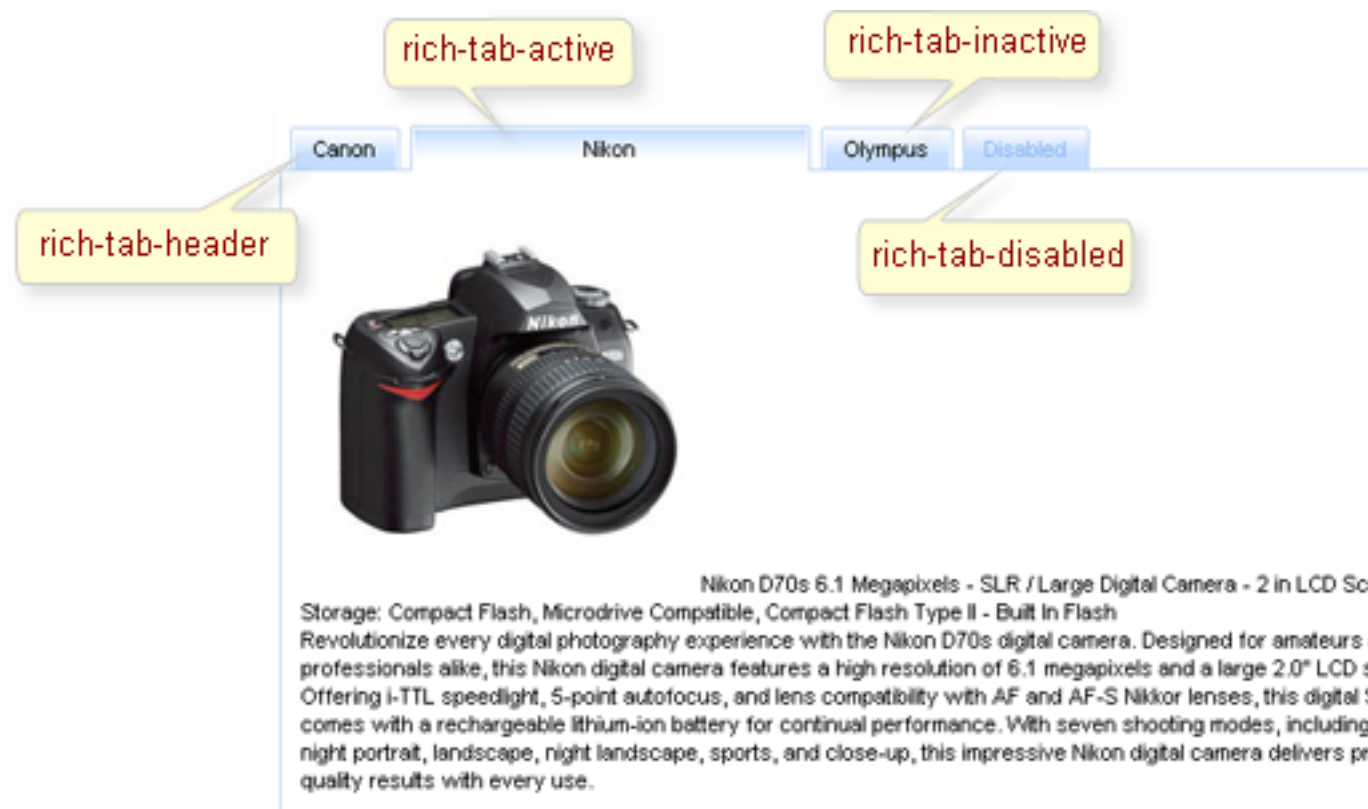 rich-tab-active
rich-tab-inactive
Canon Nikon Olympus Disabled
rich-tab-header
rich-tab-disabled
Nikon
Nikon D70s 6.1 Megapixels - SLR / Large Digital Camera - 2 in LCD Sc
Storage: Compact Flash, Microdrive Compatible, Compact Flash Type II - Built In Flash
Revolutionize every digital photography experience with the Nikon D70s digital camera. Designed for amateurs
professionals alike, this Nikon digital camera features a high resolution of 6.1 megapixels and a large 2.0" LCD s
Offering i-TTL speedlight, 5-point autofocus, and lens compatibility with AF and AF-S Nikkor lenses, this digital S
comes with a rechargeable lithium-ion battery for continual performance. With seven shooting modes, including
night portrait, landscape, night landscape, sports, and close-up, this impressive Nikon digital camera delivers pr
quality results with every use.